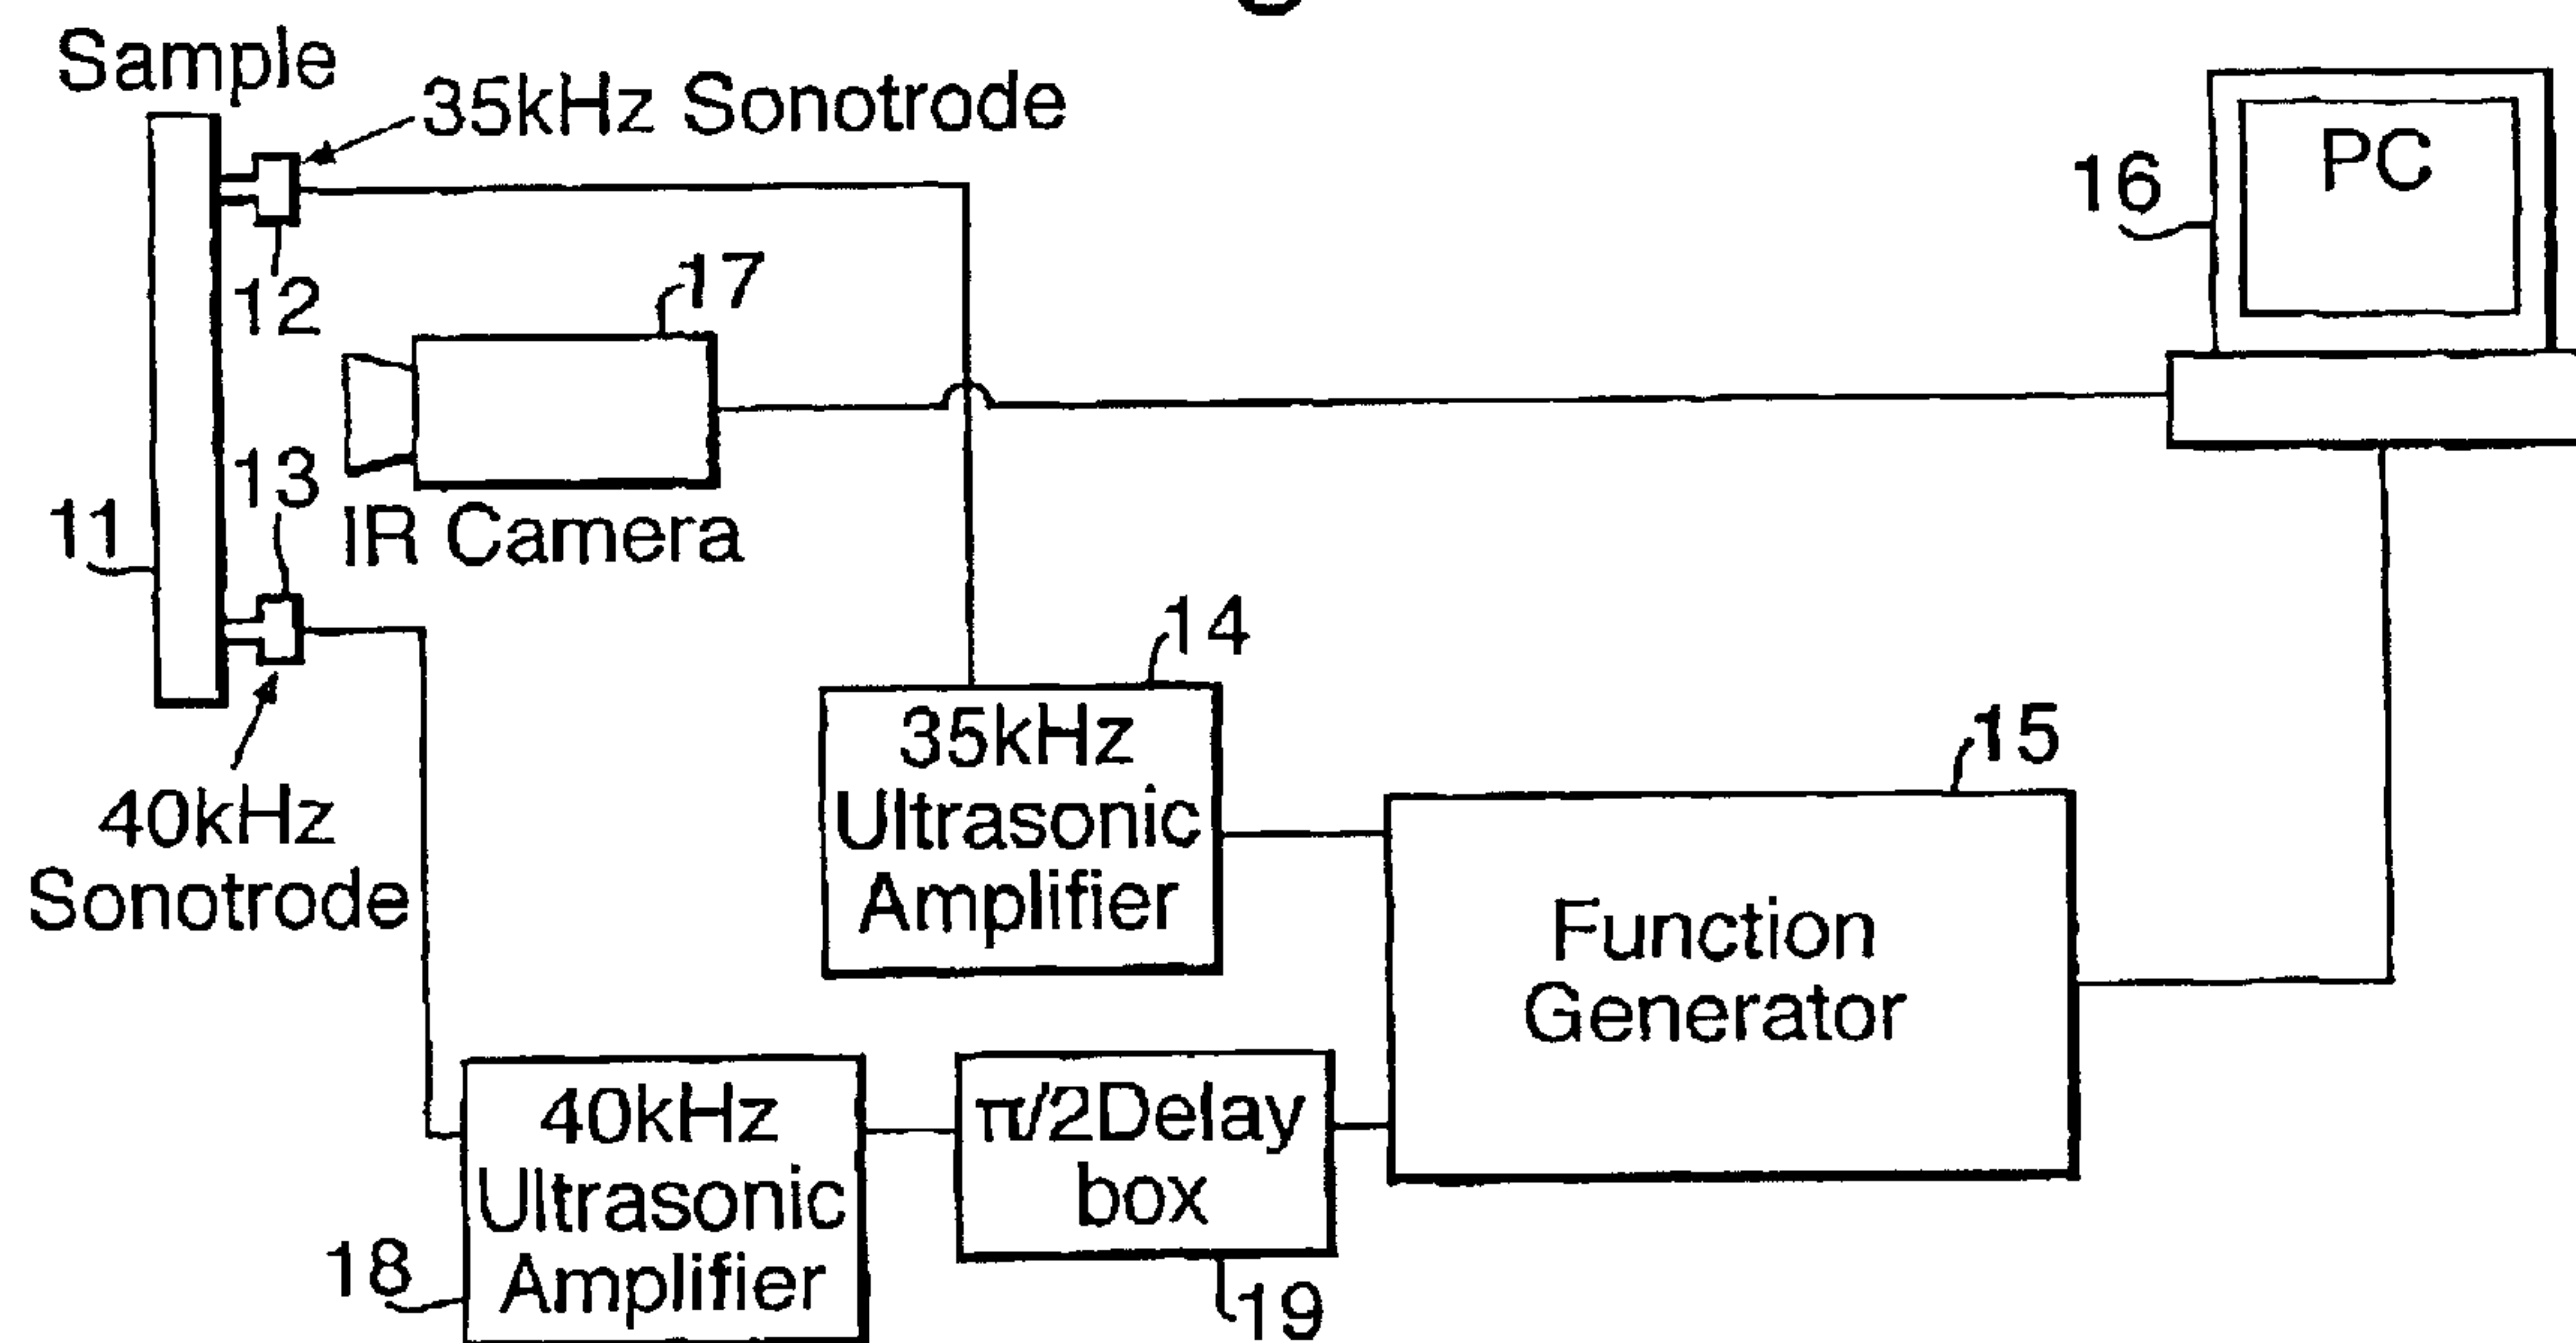 Sample
35kHz Sonotrode
12
17
IR Camera
13
11
40kHz
Sonotrode
PC
16
14
35kHz
Ultrasonic
Amplifier
15
Function
Generator
40kHz
Ultrasonic
Amplifier
18
π/2Delay
box
19